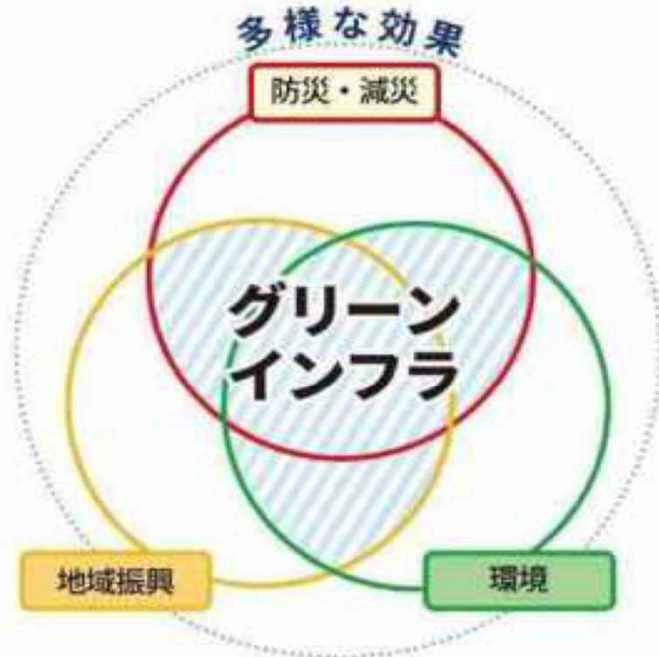 多様な効果
防災・減災
グリーン
インフラ
地域振興
環境